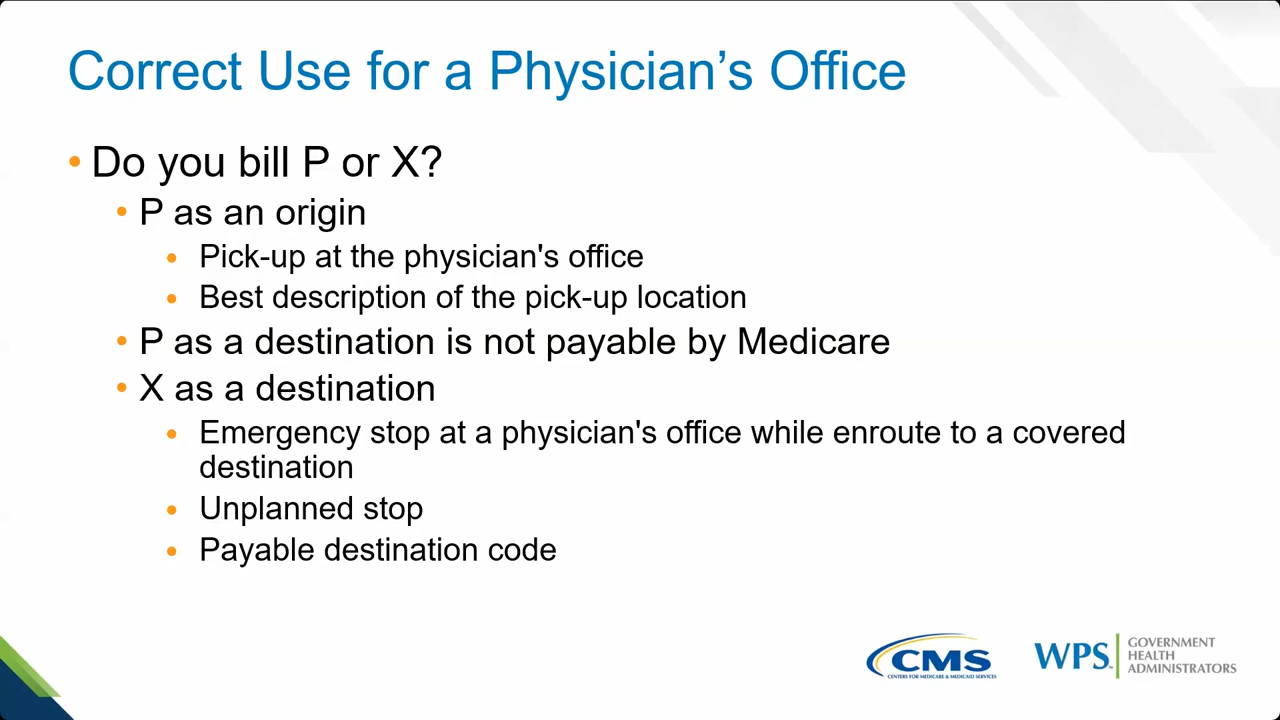 Correct Use for a Physician’s Office
• Do you bill P or X?
• P as an origin
• Pick-up at the physician's office
• Best description of the pick-up location
• P as a destination is not payable by Medicare
• X as a destination
• Emergency stop at a physician's office while enroute to a covered
destination
• Unplanned stop
• Payable destination code
CMS
CENTERS FOR MEDICARE & MEDICAID SERVICES
WPS
GOVERNMENT
HEALTH
ADMINISTRATORS